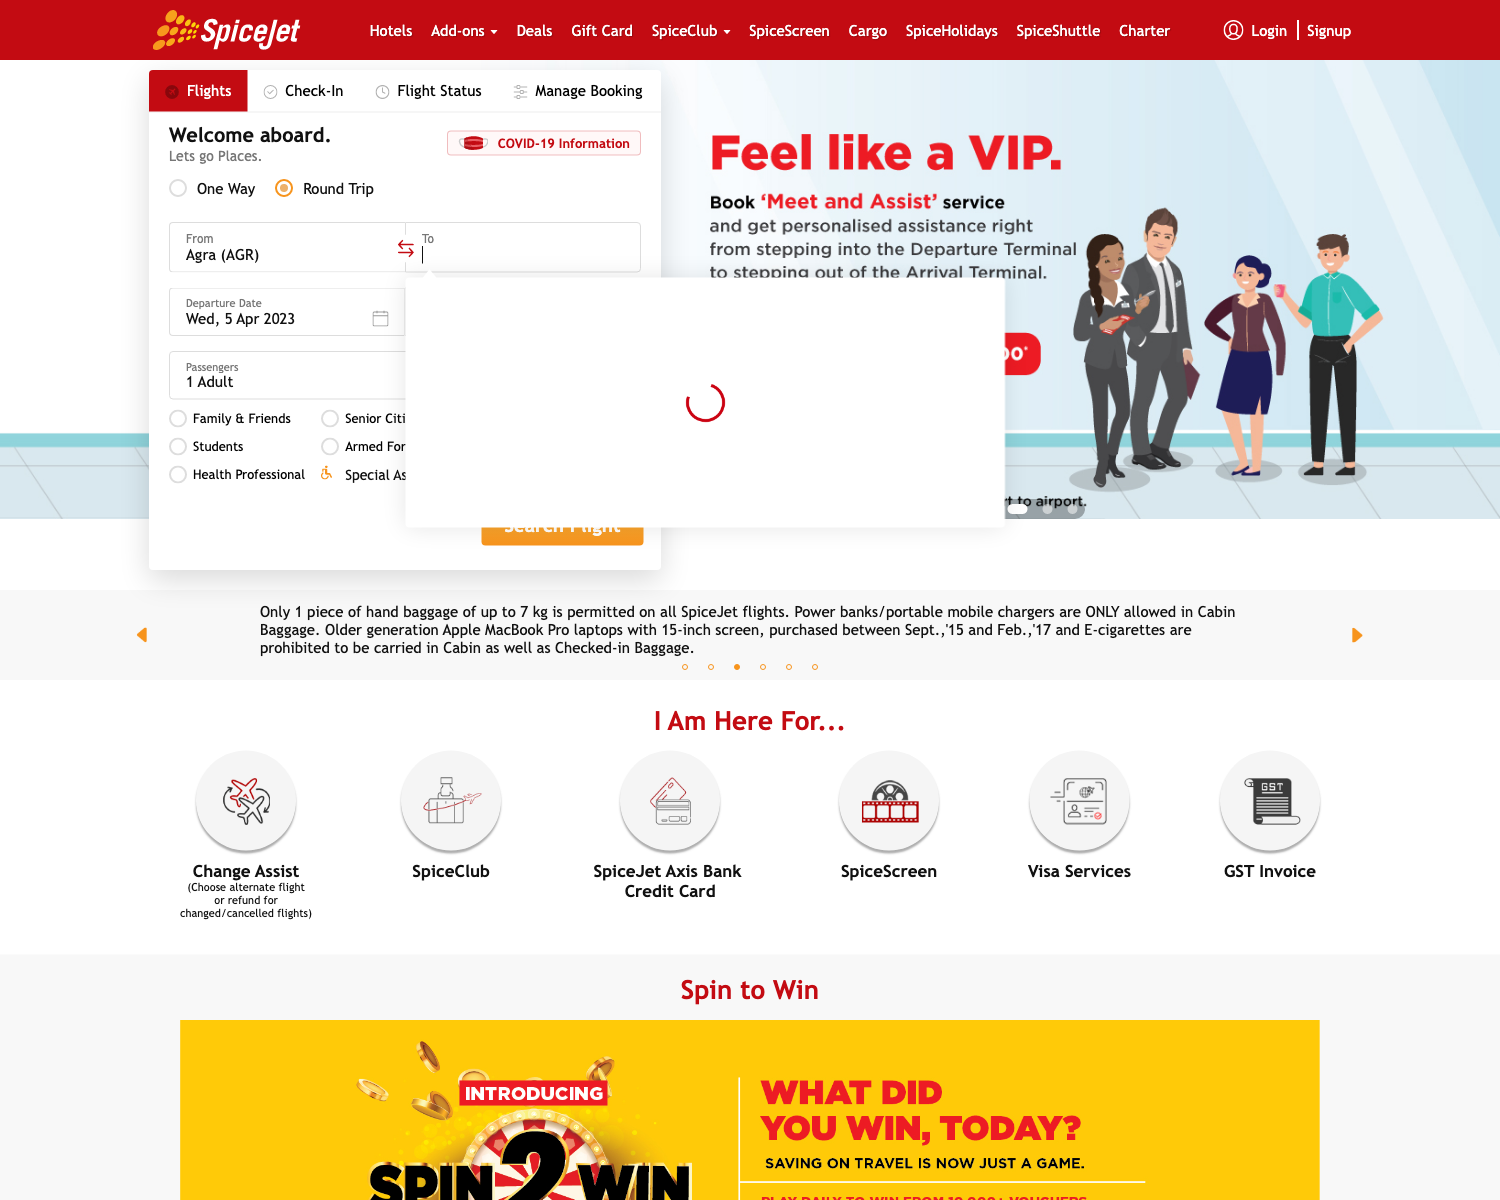 SpiceJet
Hotels
Add-ons
Deals
Gift Card
SpiceClub
SpiceScreen
Cargo
SpiceHolidays
SpiceShuttle
Charter
Login
Signup
Flights
Check-In
Flight Status
Manage Booking
Welcome aboard.
Lets go Places.
COVID-19 Information
One Way
Round Trip
From
Agra (AGR)
To
Departure Date
Wed, 5 Apr 2023
Passengers
1 Adult
Family & Friends
Senior Citi
Students
Armed For
Health Professional
Special As
Search Flight
Feel like a VIP.
Book ‘Meet and Assist’ service
and get personalised assistance right
from stepping into the Departure Terminal
to stepping out of the Arrival Terminal.
to airport.
Only 1 piece of hand baggage of up to 7 kg is permitted on all SpiceJet flights. Power banks/portable mobile chargers are ONLY allowed in Cabin
Baggage. Older generation Apple MacBook Pro laptops with 15-inch screen, purchased between Sept.,'15 and Feb.,'17 and E-cigarettes are
prohibited to be carried in Cabin as well as Checked-in Baggage.
I Am Here For...
Change Assist
(Choose alternate flight
or refund for
changed/cancelled flights)
SpiceClub
SpiceJet Axis Bank
Credit Card
SpiceScreen
Visa Services
GST
GST Invoice
Spin to Win
INTRODUCING
SPIN 2 WIN
WHAT DID
YOU WIN, TODAY?
SAVING ON TRAVEL IS NOW JUST A GAME.
PLAY DAILY TO WIN FROM 10,000+ VOUCHERS